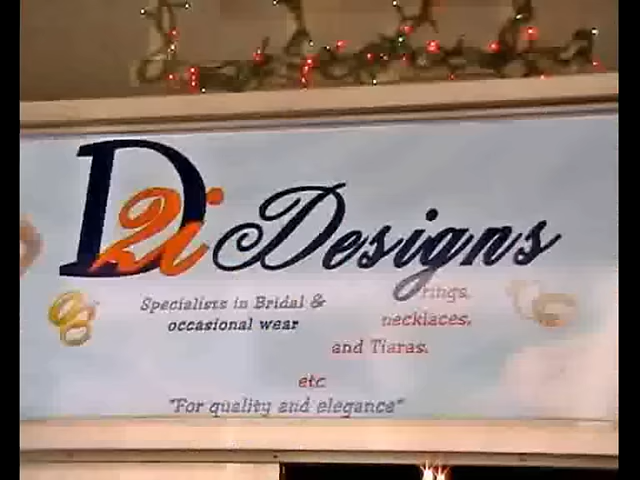 D2i Designs
Specialists in Bridal &
occasional wear
rings,
necklaces,
and Tiaras.
etc
"For quality and elegance"